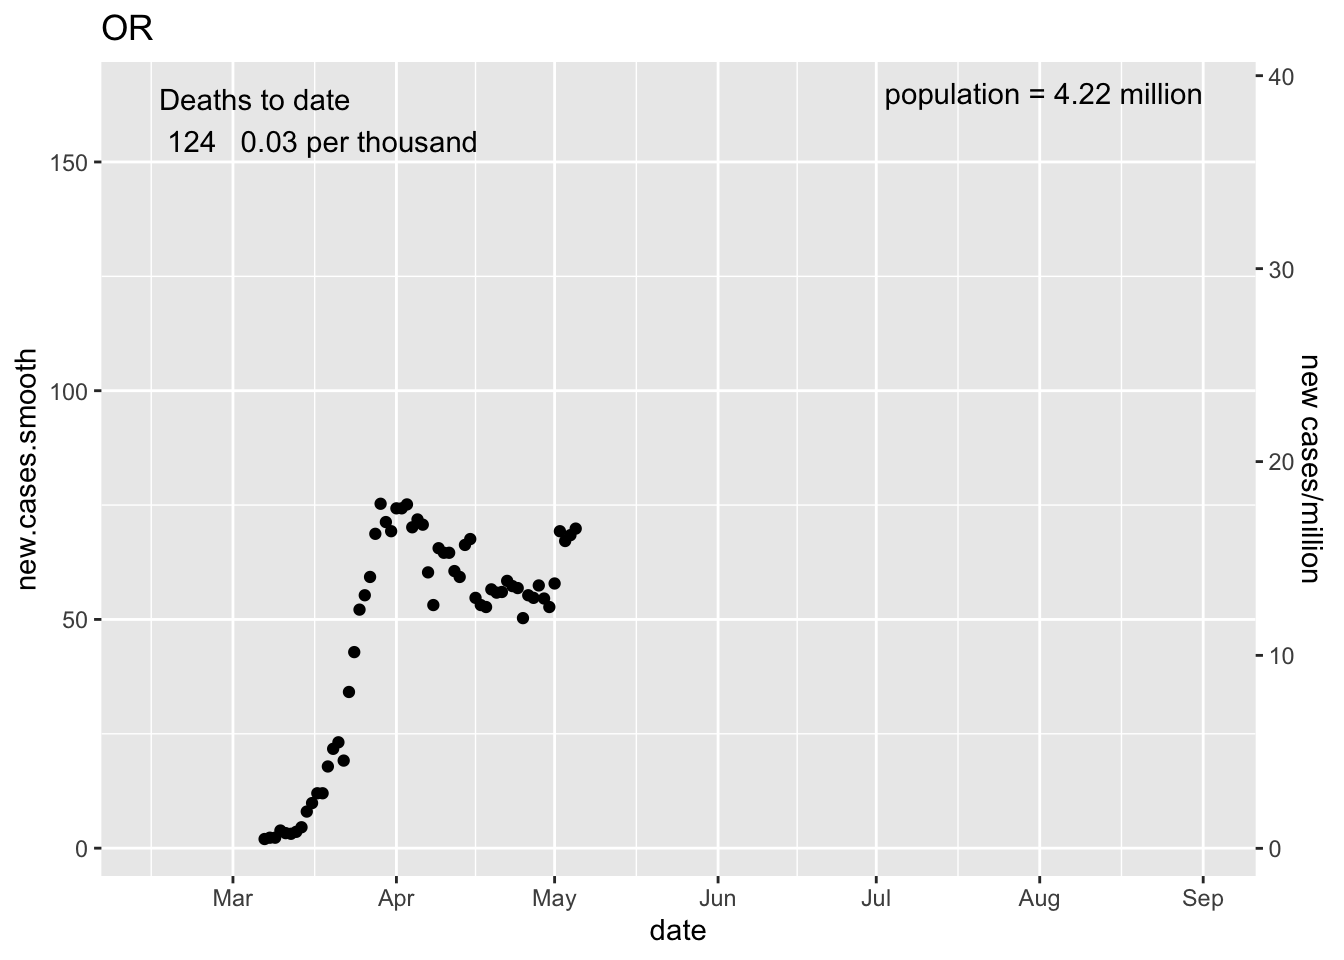 OR
Deaths to date
124 0.03 per thousand
population = 4.22 million
new.cases.smooth
150
100
50
0
40
30
20
10
0
new cases/million
Mar Apr May Jun Jul Aug Sep
date